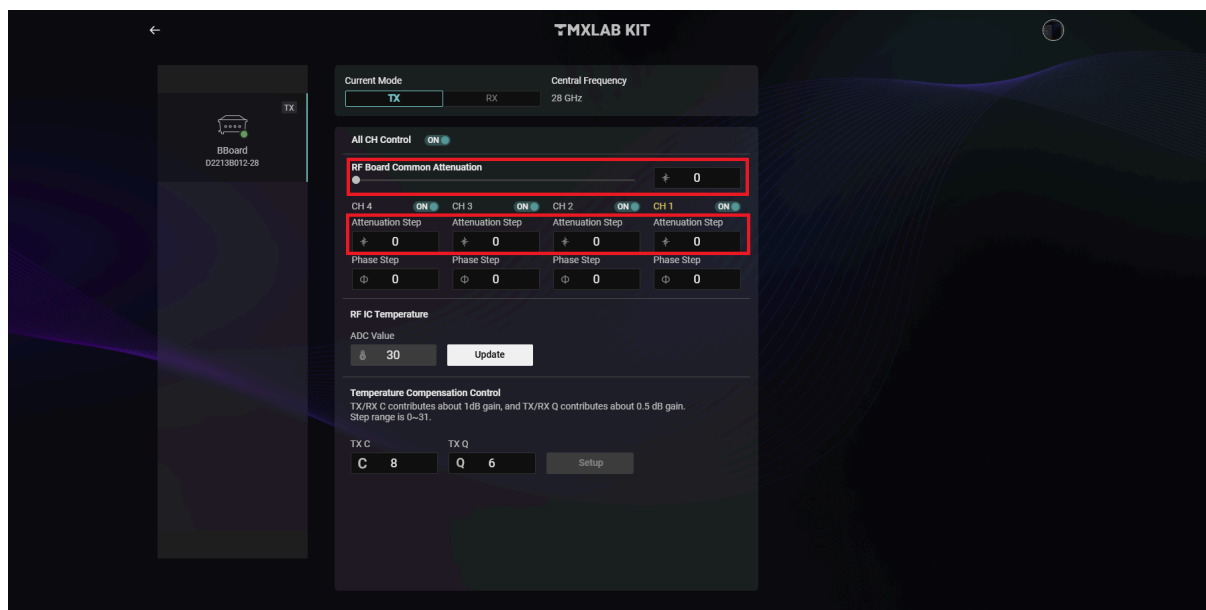 TMXLAB KIT
TX
BBoard
D2213B012-28
Current Mode
Central Frequency
TX RX
28 GHz
All CH Control ON
RF Board Common Attenuation
0
CH 4 ON CH 3 ON CH 2 ON CH 1 ON
Attenuation Step Attenuation Step Attenuation Step Attenuation Step
0 0 0 0
Phase Step Phase Step Phase Step Phase Step
Φ 0 Φ 0 Φ 0 Φ 0
RF IC Temperature
ADC Value
30 Update
Temperature Compensation Control
TX/RX C contributes about 1dB gain, and TX/RX Q contributes about 0.5 dB gain.
Step range is 0~31.
TX C TX Q
C 8 Q 6 Setup